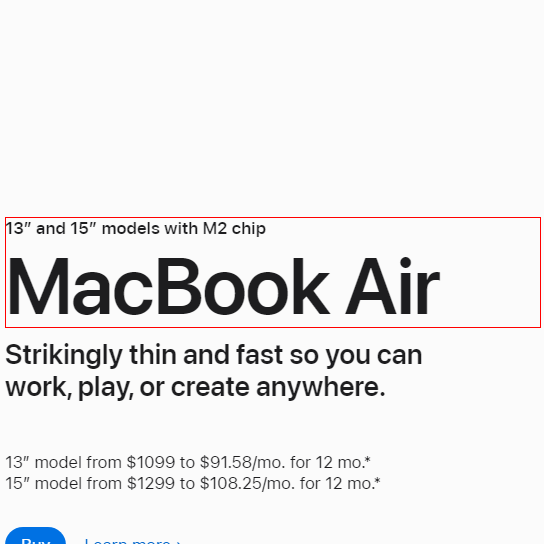 13″ and 15″ models with M2 chip
MacBook Air
Strikingly thin and fast so you can
work, play, or create anywhere.
13″ model from $1099 to $91.58/mo. for 12 mo.*
15″ model from $1299 to $108.25/mo. for 12 mo.*
Buy Learn more ›